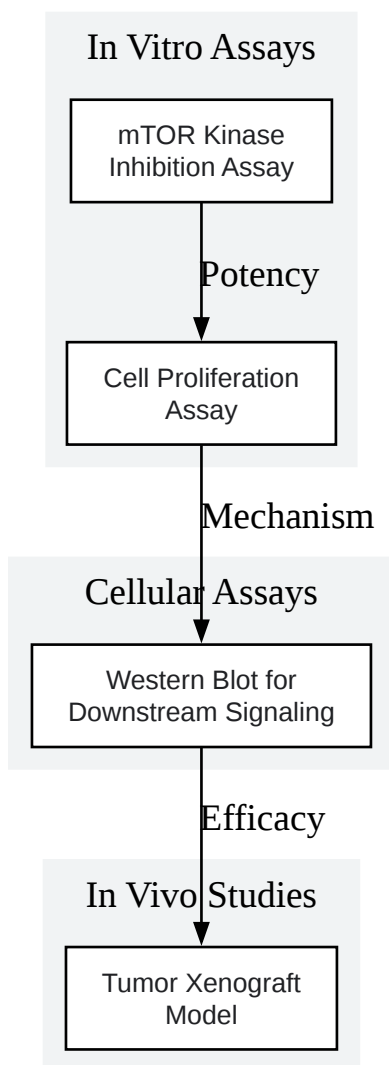 In Vitro Assays
mTOR Kinase
Inhibition Assay
Potency
Cell Proliferation
Assay
Mechanism
Cellular Assays
Western Blot for
Downstream Signaling
Efficacy
In Vivo Studies
Tumor Xenograft
Model